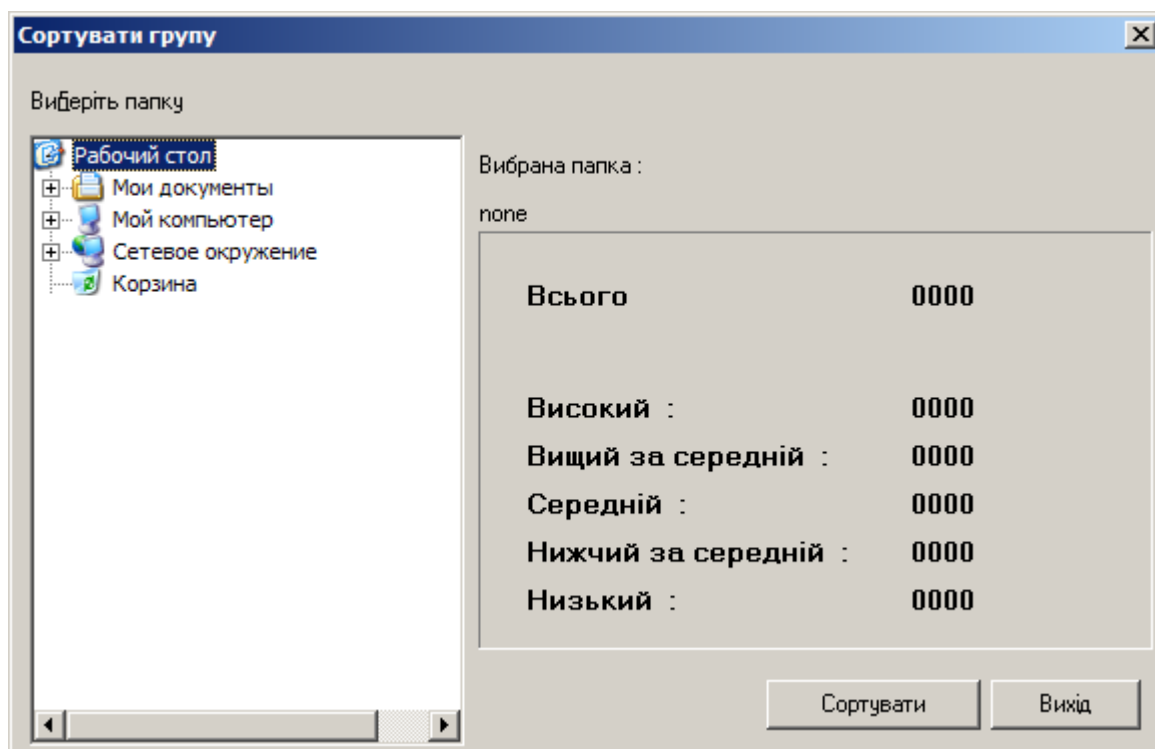 Сортувати групу
Виберіть папку
Рабочий стол
Мои документы
Мой компьютер
Сетевое окружение
Корзина
Вибрана папка :
none
Всього 0000
Високий : 0000
Вищий за середній : 0000
Середній : 0000
Нижчий за середній : 0000
Низький : 0000
Сортувати Вихід